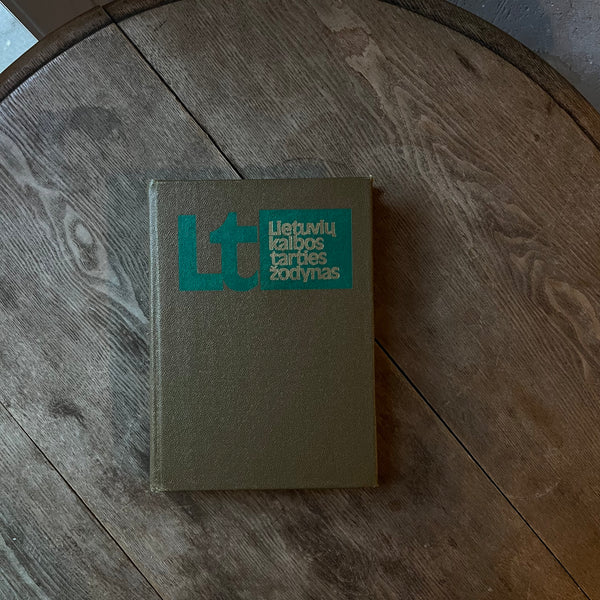 Lt
Lietuvių
kalbos
tarties
žodynas